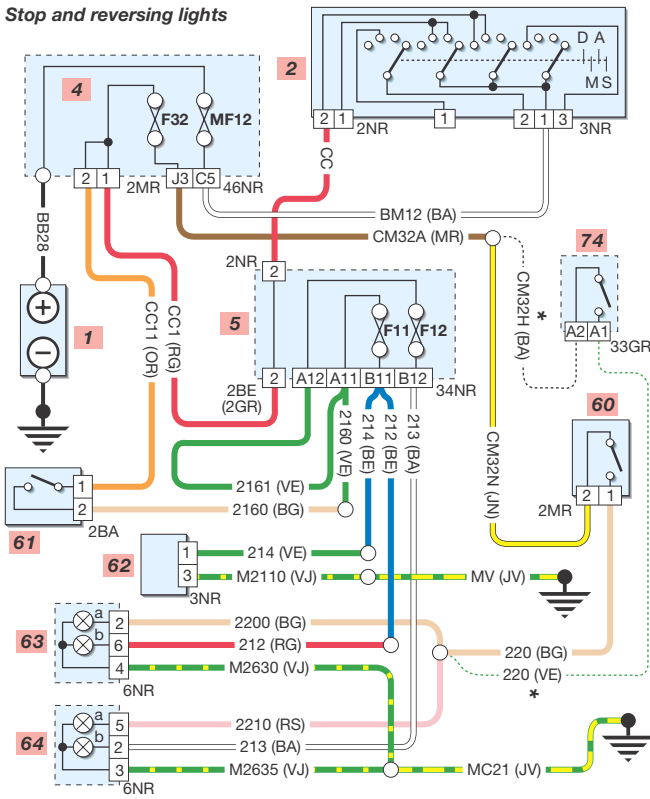 Stop and reversing lights
4
F32
MF12
2 1
2MR
J3 C5
46NR
2
D A
M S
2 1
2NR
1
2 1 3
3NR
CC
BM12 (BA)
CM32A (MR)
BB28
1
+
−
CC11 (OR)
CC1 (RG)
2NR
2
5
F11
F12
2
2BE
(2GR)
A12 A11 B11 B12
34NR
CM32H (BA)
*
74
A2 A1
33GR
60
2 1
2MR
CM32N (JN)
2160 (VE)
214 (BE)
212 (BE)
213 (BA)
61
1
2
2BA
2161 (VE)
2160 (BG)
62
1
3
3NR
214 (VE)
M2110 (VJ)
MV (JV)
63
a
b
2
6
4
6NR
2200 (BG)
212 (RG)
M2630 (VJ)
220 (BG)
220 (VE)
*
64
a
b
5
2
3
6NR
2210 (RS)
213 (BA)
M2635 (VJ)
MC21 (JV)